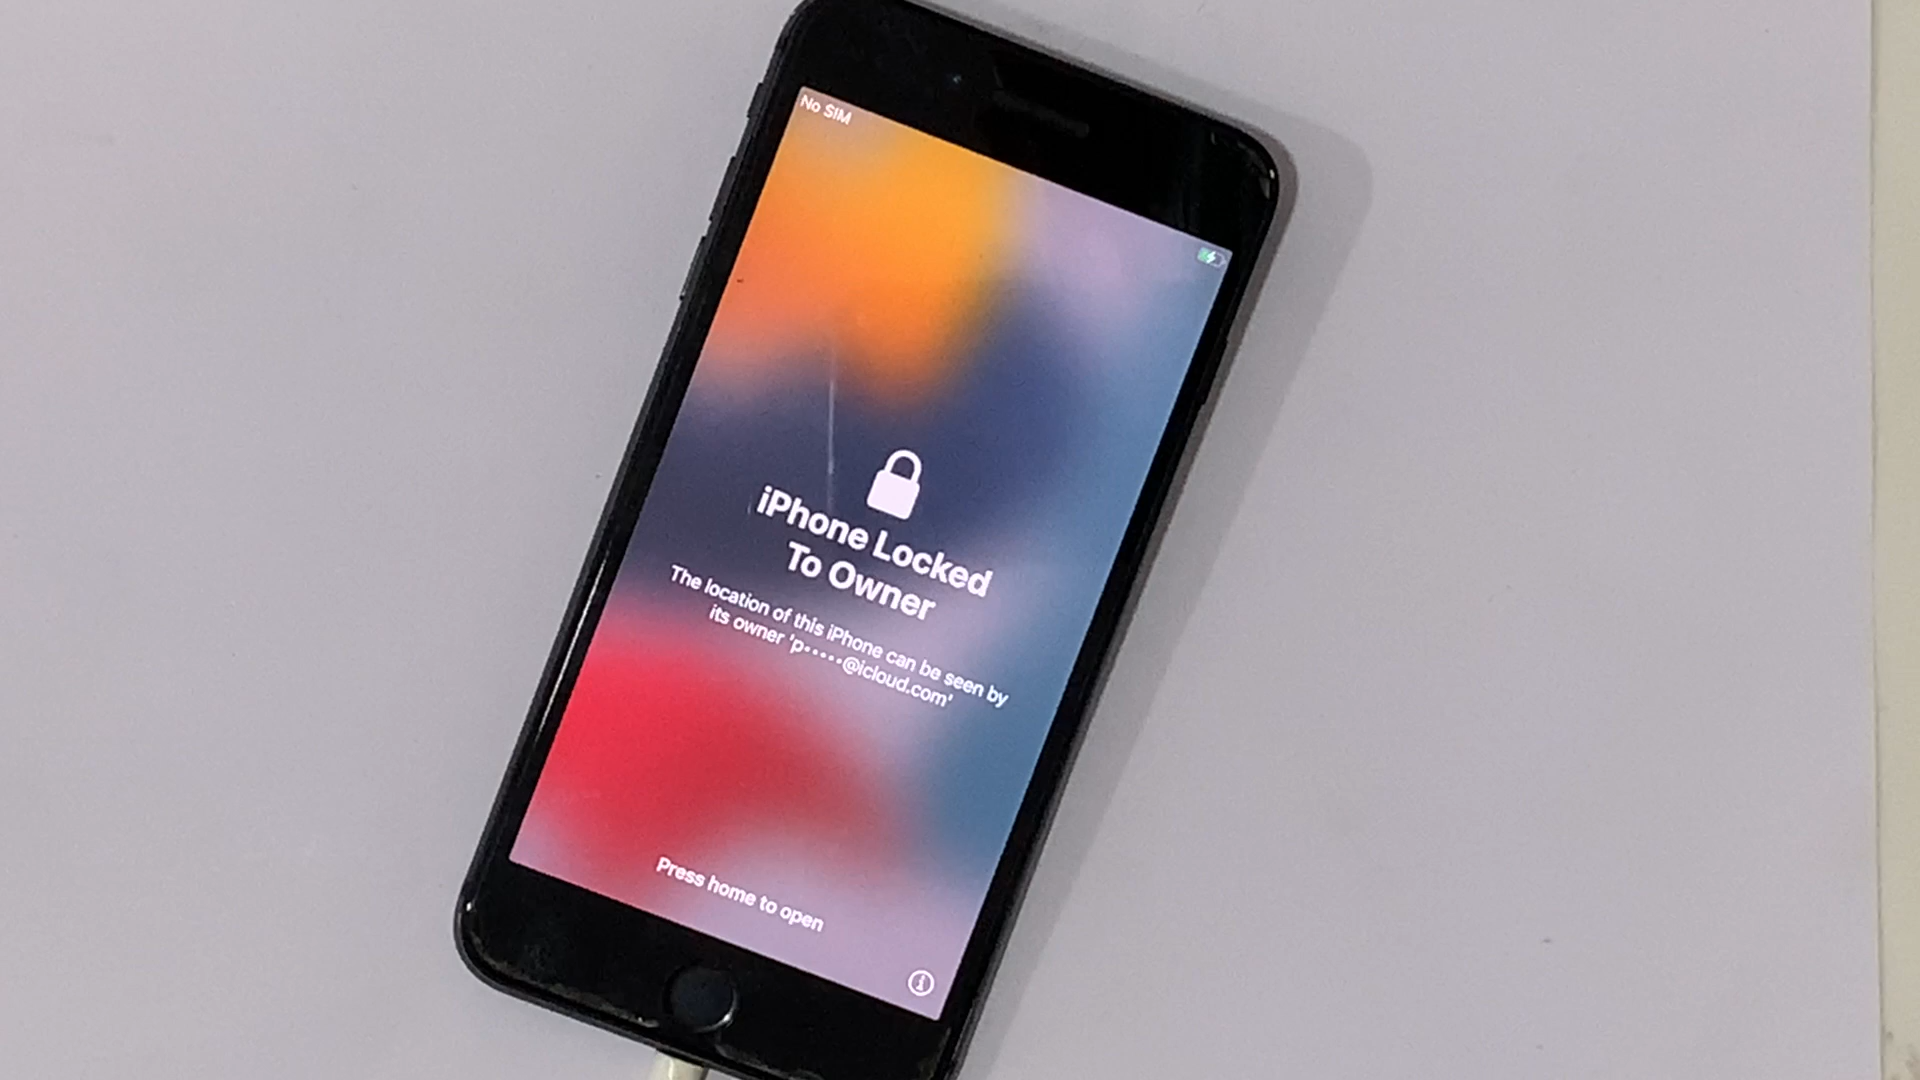 No SIM
iPhone Locked
To Owner
The location of this iPhone can be seen by
its owner 'p•••••@icloud.com'
Press home to open